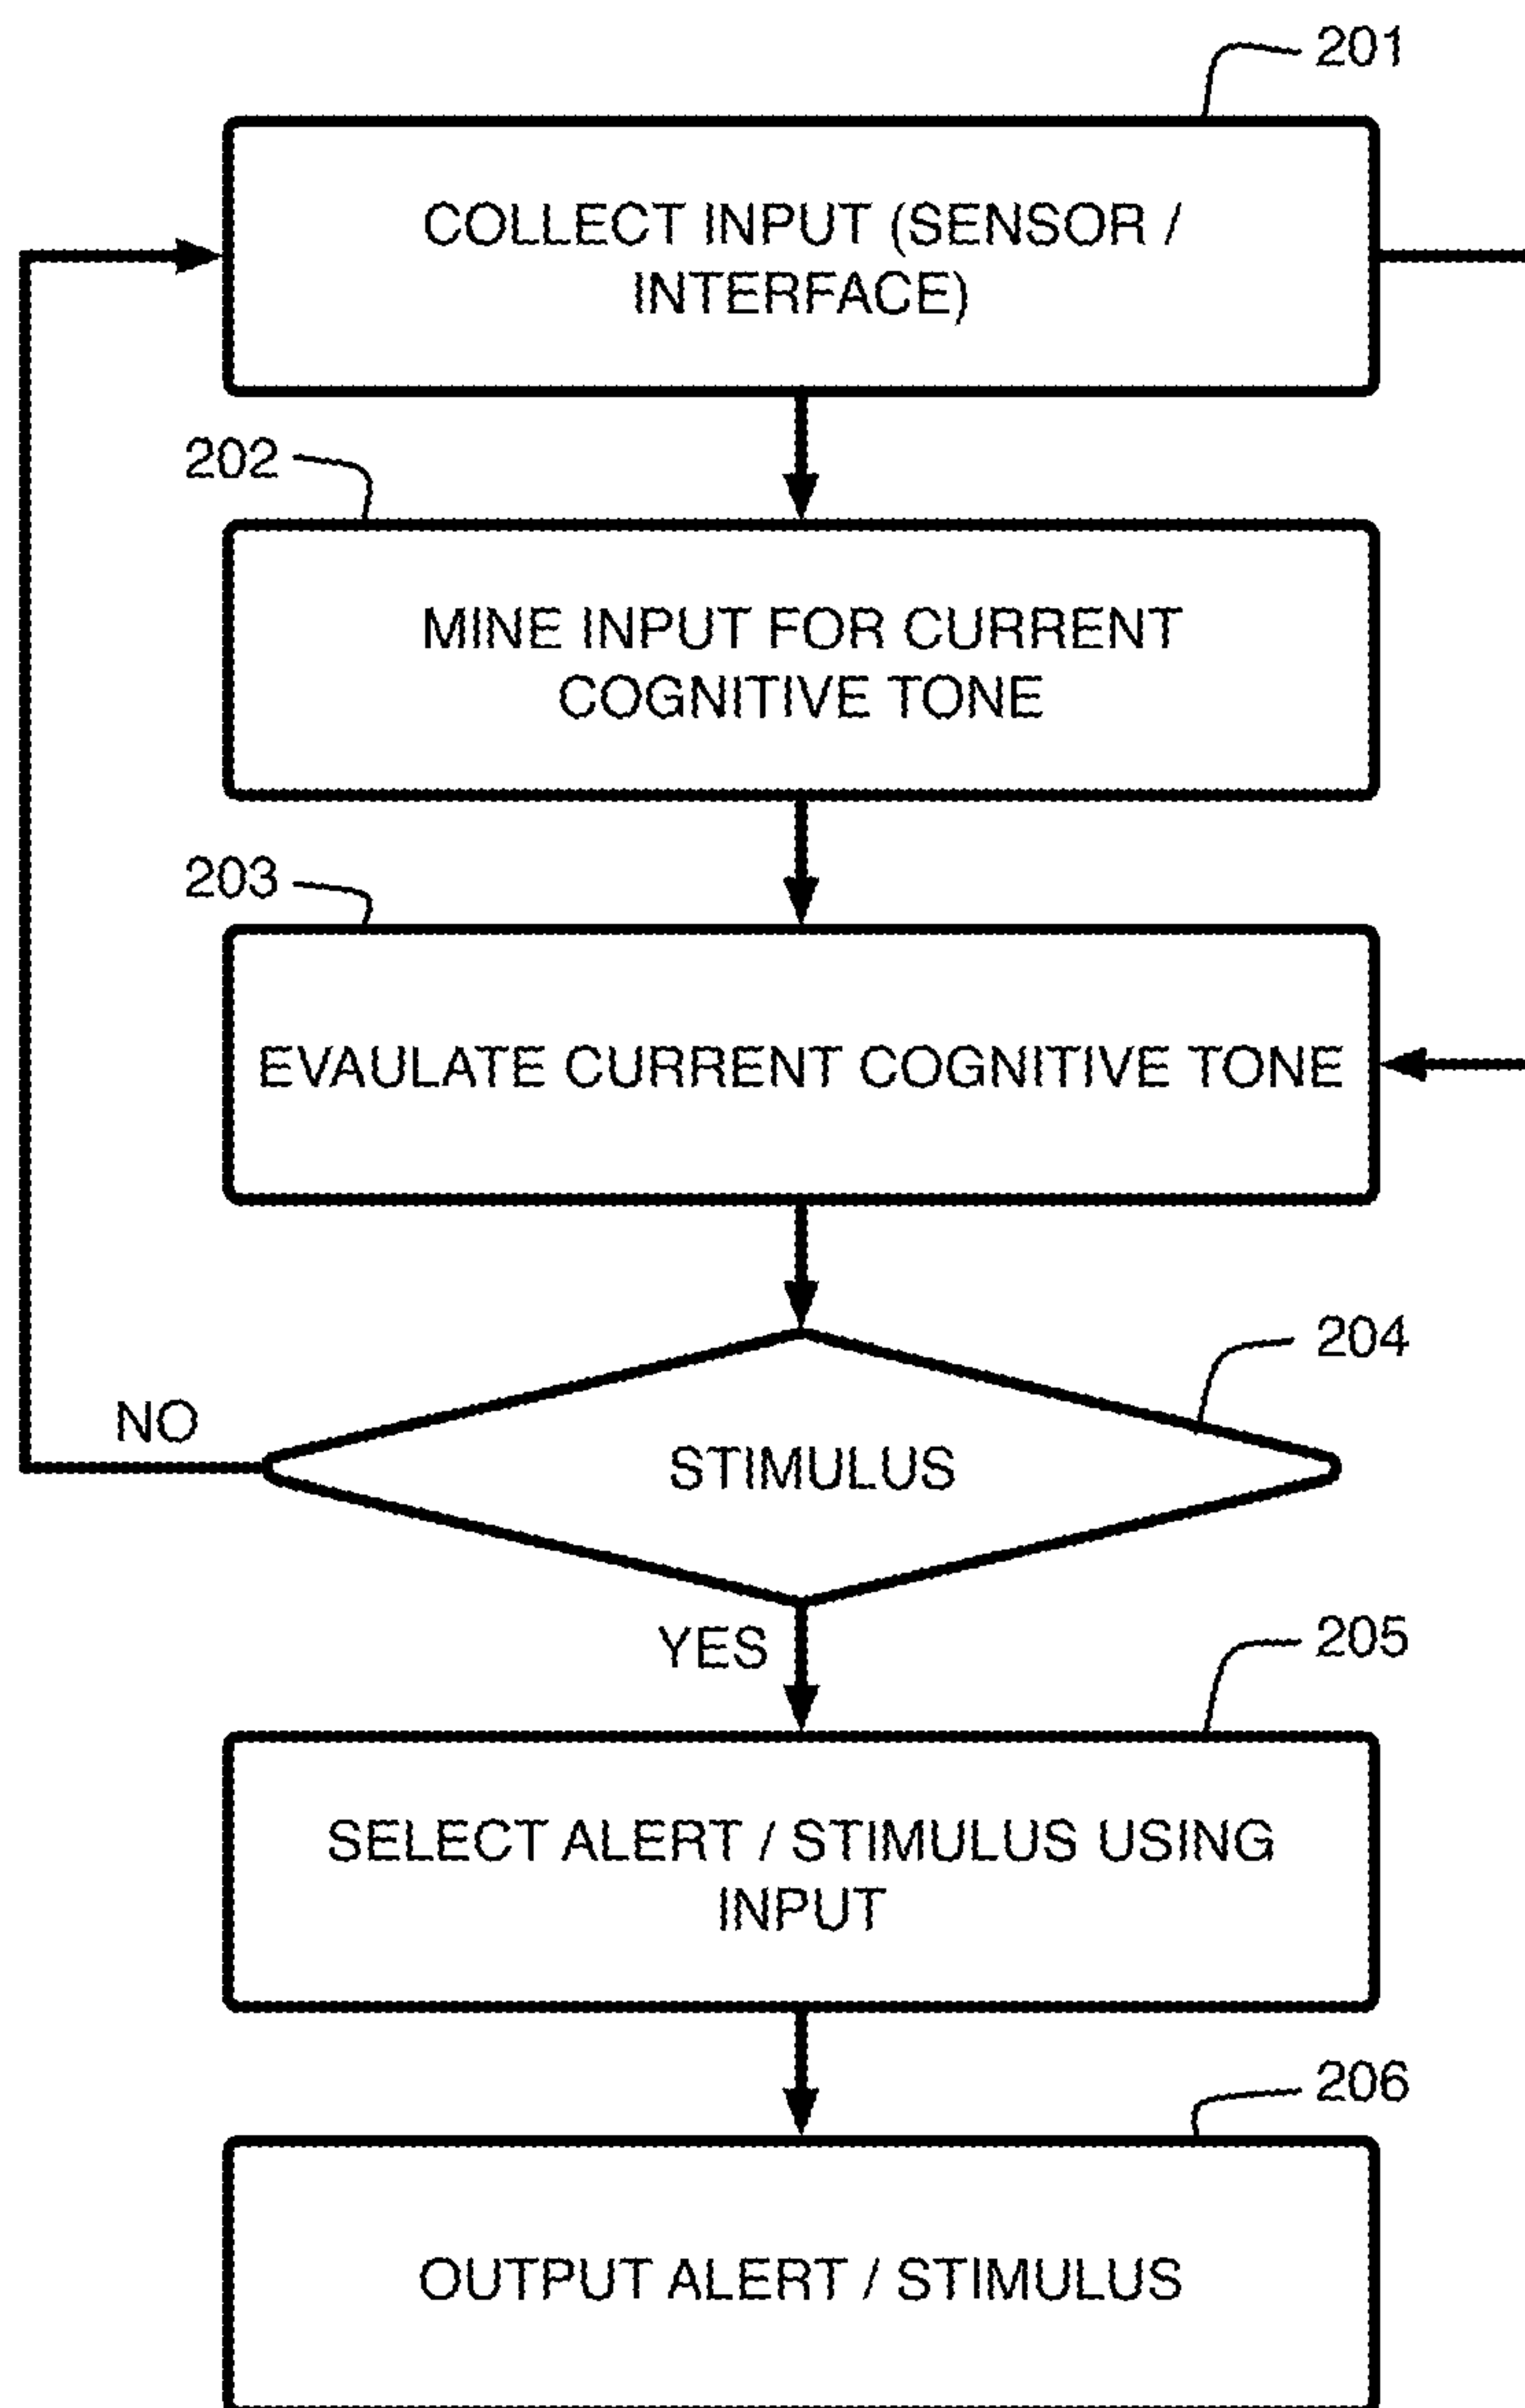 201
COLLECT INPUT (SENSOR /
INTERFACE)
202
MINE INPUT FOR CURRENT
COGNITIVE TONE
203
EVAULATE CURRENT COGNITIVE TONE
204
NO
STIMULUS
YES
205
SELECT ALERT / STIMULUS USING
INPUT
206
OUTPUT ALERT / STIMULUS